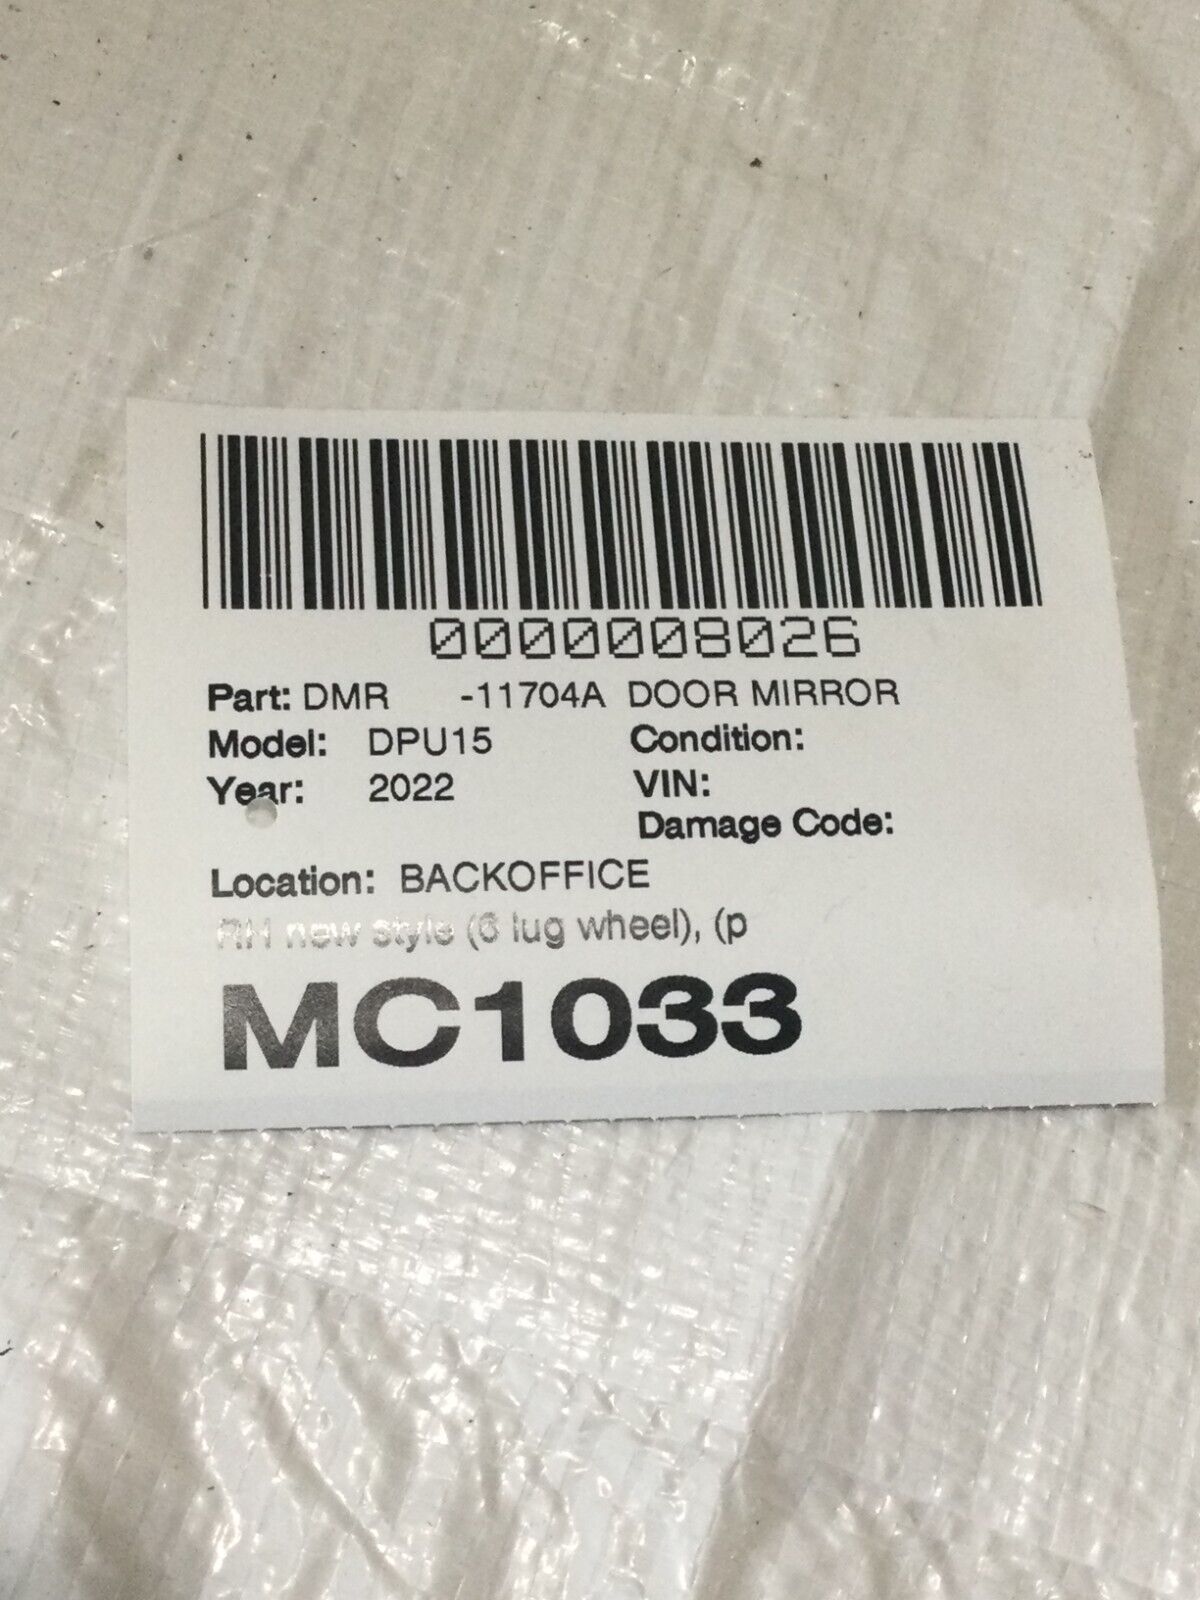 0000008026
Part: DMR -11704A DOOR MIRROR
Model: DPU15 Condition:
Year: 2022 VIN:
Damage Code:
Location: BACKOFFICE
RH new style (6 lug wheel), (p
MC1033